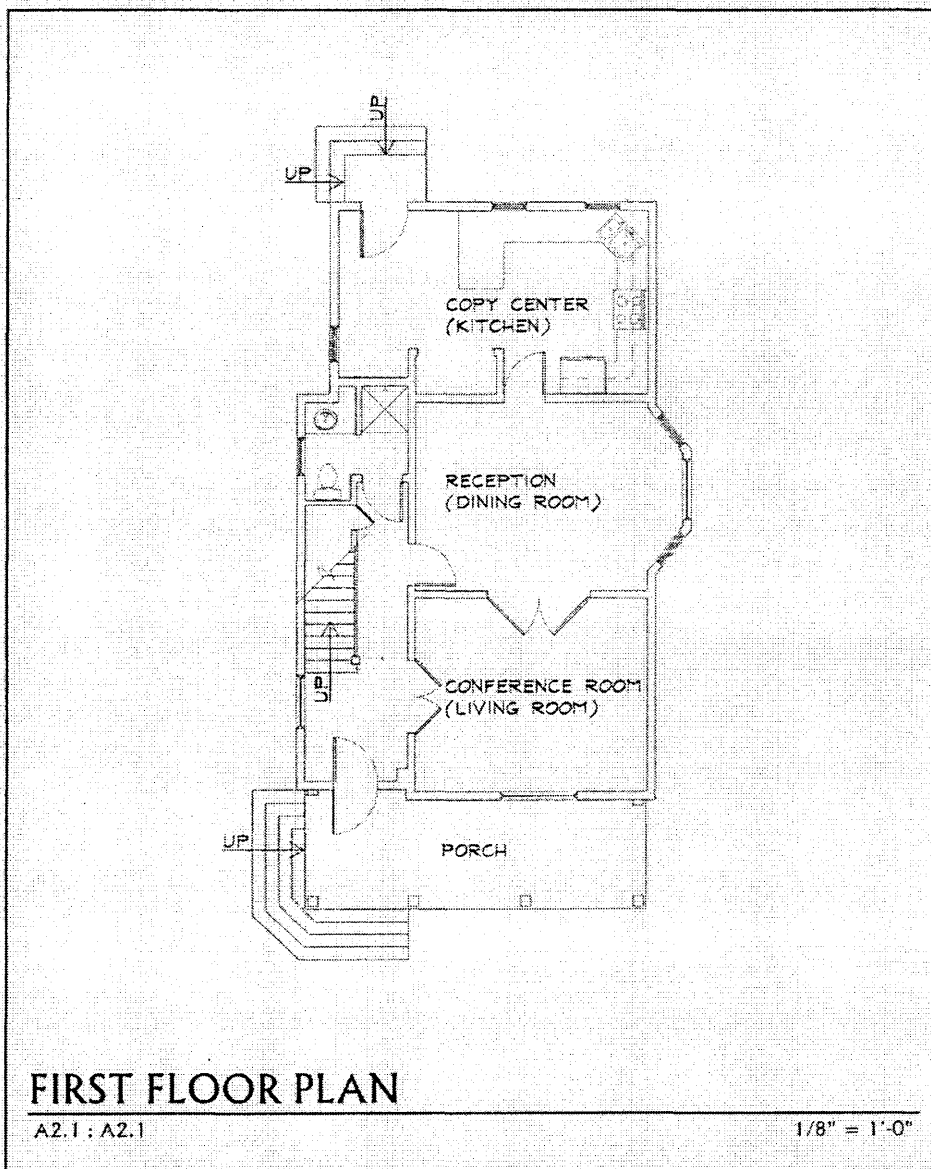 UP
UP
COPY CENTER
(KITCHEN)
RECEPTION
(DINING ROOM)
CONFERENCE ROOM
(LIVING ROOM)
UP
UP
PORCH
FIRST FLOOR PLAN
A2.1 : A2.1
1/8" = 1'-0"